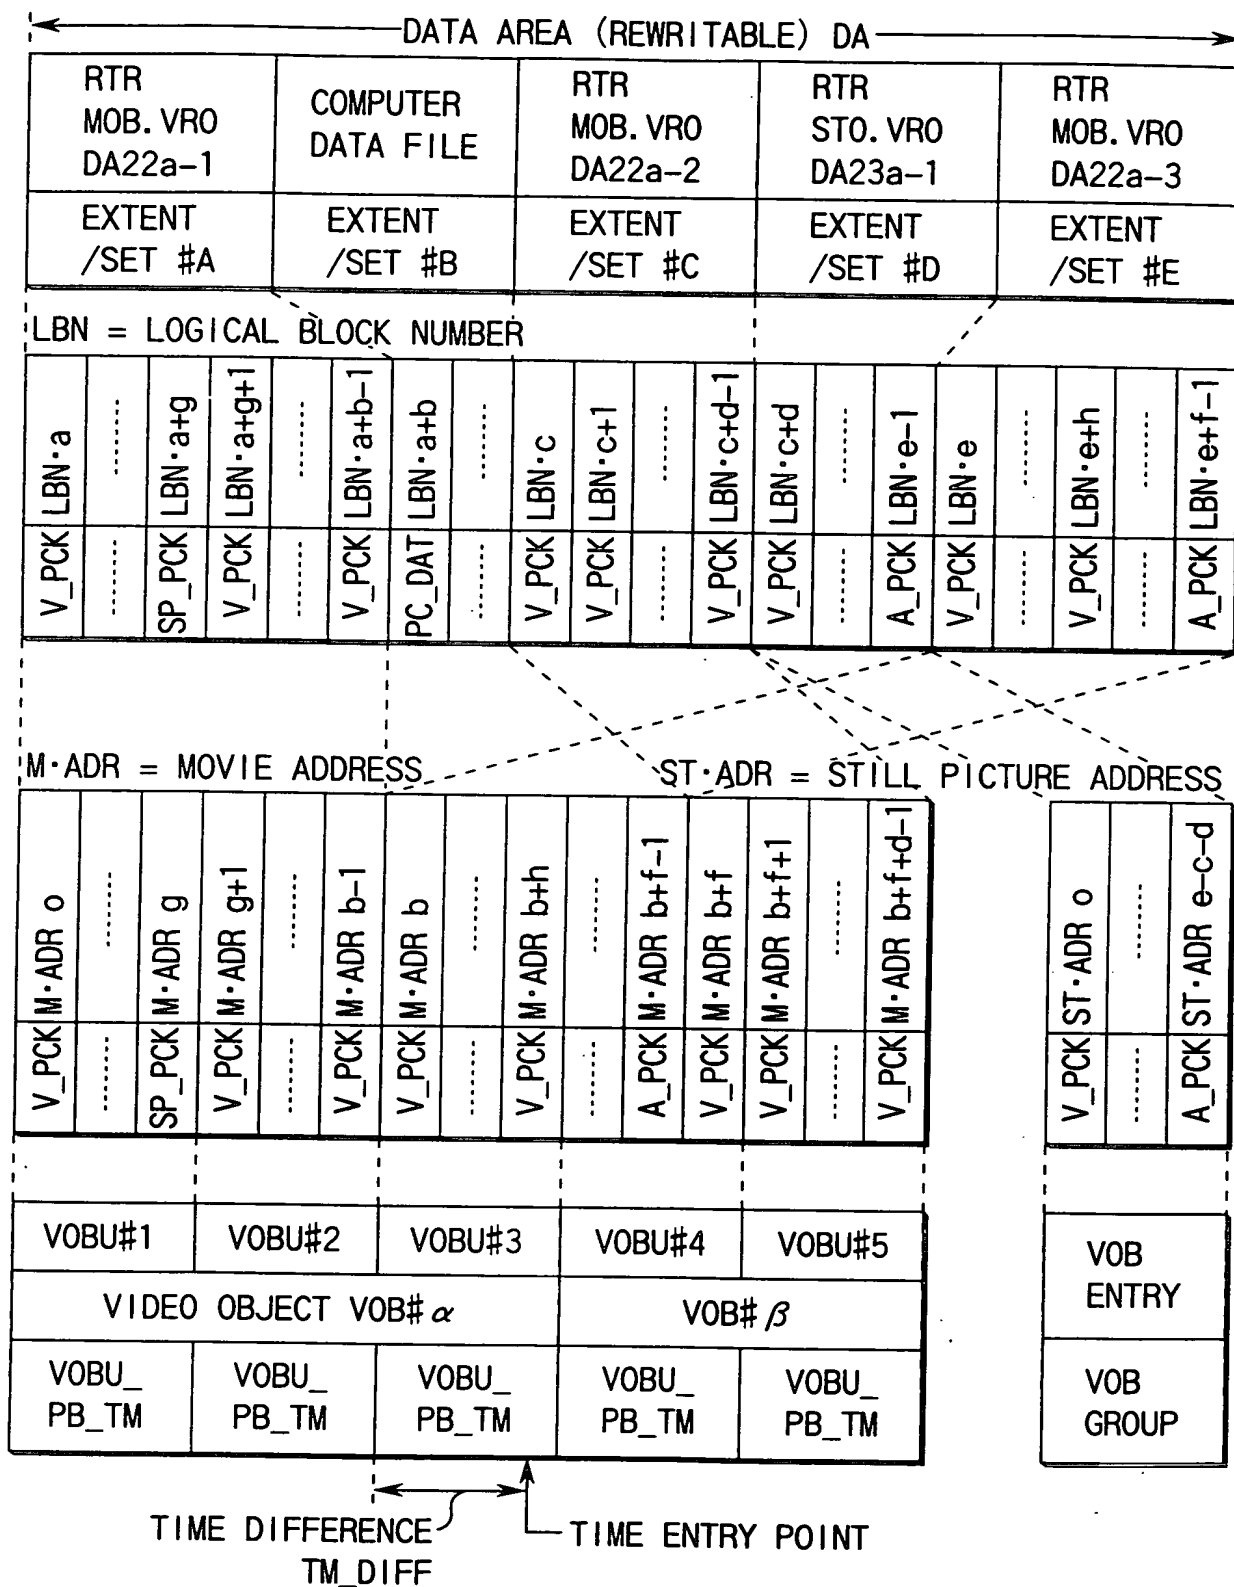 DATA AREA (REWRITABLE) DA
RTR MOB.VRO DA22a-1
COMPUTER DATA FILE
RTR MOB.VRO DA22a-2
RTR STO.VRO DA23a-1
RTR MOB.VRO DA22a-3
EXTENT /SET #A
EXTENT /SET #B
EXTENT /SET #C
EXTENT /SET #D
EXTENT /SET #E
LBN = LOGICAL BLOCK NUMBER
V_PCK LBN·a
SP_PCK LBN·a+g
V_PCK LBN·a+g+1
V_PCK LBN·a+b-1
PC_DAT LBN·a+b
V_PCK LBN·c
V_PCK LBN·c+1
V_PCK LBN·c+d-1
V_PCK LBN·c+d
A_PCK LBN·e-1
V_PCK LBN·e
V_PCK LBN·e+h
A_PCK LBN·e+f-1
M·ADR = MOVIE ADDRESS
ST·ADR = STILL PICTURE ADDRESS
V_PCK M·ADR o
SP_PCK M·ADR g
V_PCK M·ADR g+1
V_PCK M·ADR b-1
V_PCK M·ADR b
V_PCK M·ADR b+h
A_PCK M·ADR b+f-1
V_PCK M·ADR b+f
V_PCK M·ADR b+f+1
V_PCK M·ADR b+f+d-1
V_PCK ST·ADR o
A_PCK ST·ADR e-c-d
VOBU#1
VOBU#2
VOBU#3
VOBU#4
VOBU#5
VOB ENTRY
VIDEO OBJECT VOB#α
VOB#β
VOBU_ PB_TM
VOBU_ PB_TM
VOBU_ PB_TM
VOBU_ PB_TM
VOBU_ PB_TM
VOB GROUP
TIME DIFFERENCE TM_DIFF
TIME ENTRY POINT